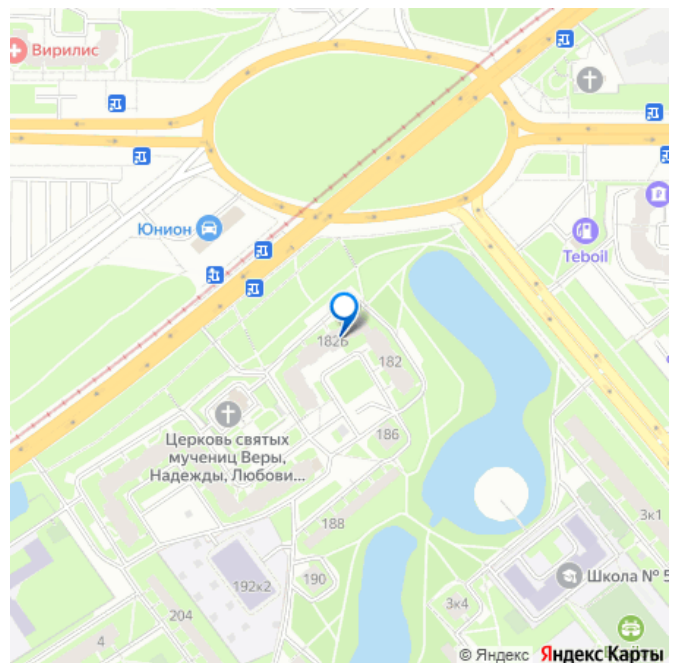 Вирилис
Юнион
Teboil
182Б
182
Церковь святых
мучениц Веры,
Надежды, Любови...
186
188
3к1
Школа № 5
190
192к2
3к4
204
4
© Яндекс Яндекс Карты